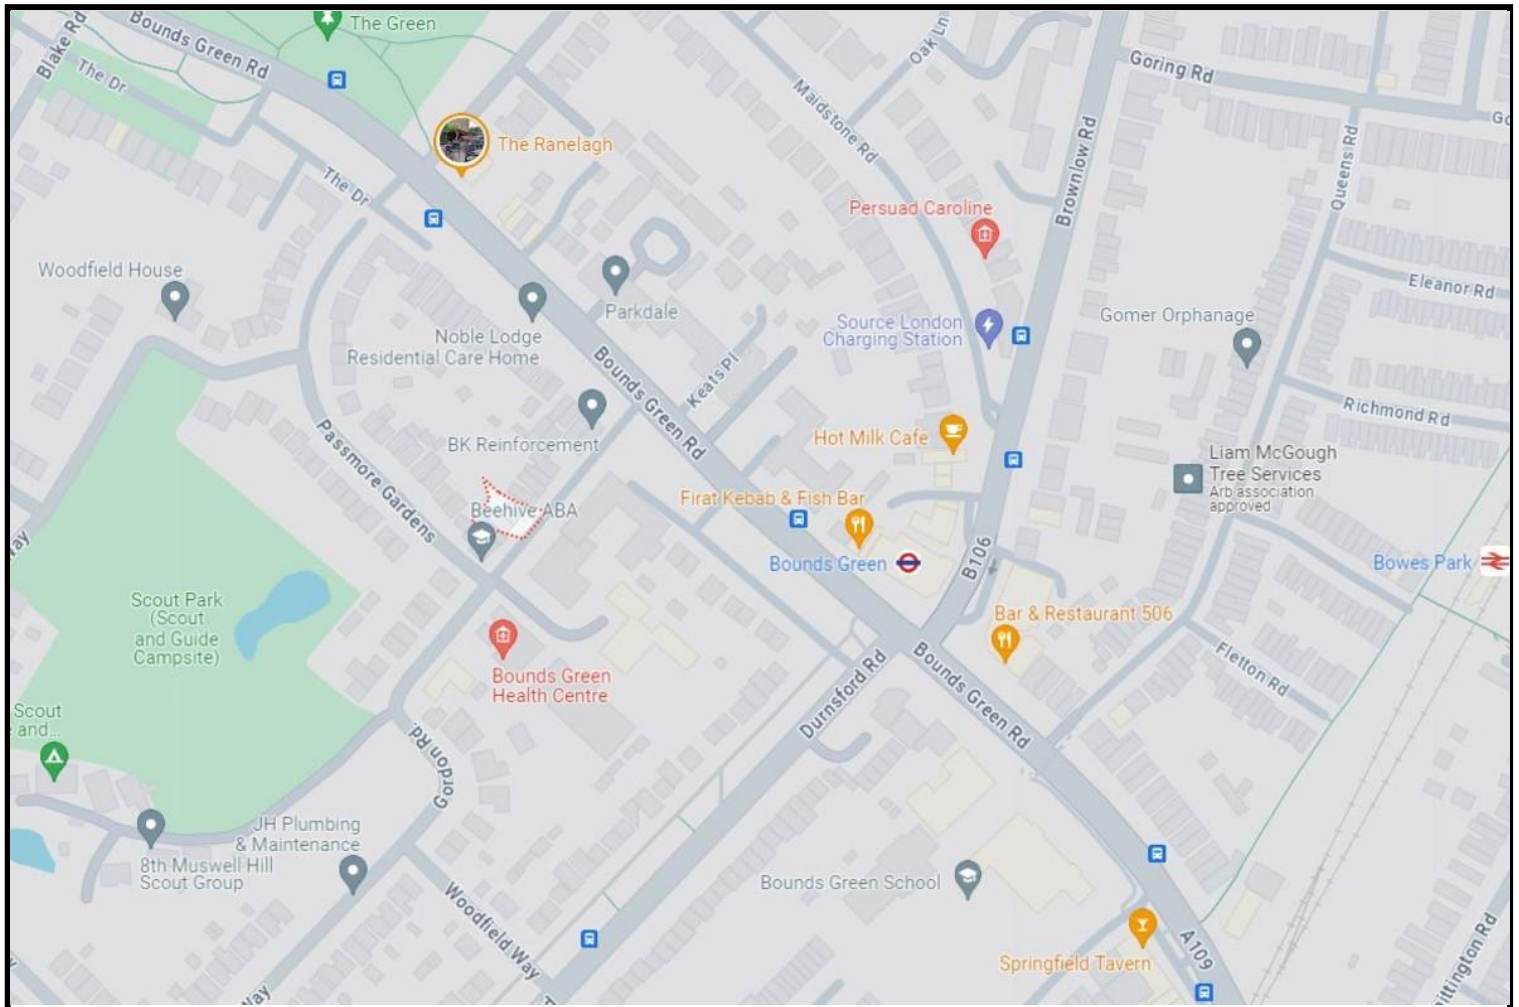 The Green
Bounds Green Rd
Blake Rd
The Dr
Oak Ln
Goring Rd
Maidstone Rd
The Ranelagh
Brownlow Rd
Queens Rd
The Dr
Persuad Caroline
Woodfield House
Eleanor Rd
Parkdale
Gomer Orphanage
Source London
Charging Station
Noble Lodge
Residential Care Home
Bounds Green Rd
Keats Pl
Richmond Rd
Hot Milk Cafe
BK Reinforcement
Passmore Gardens
Liam McGough
Tree Services
Arb association
approved
Firat Kebab & Fish Bar
Beehive ABA
Bounds Green
B106
Bowes Park
Scout Park
(Scout
and Guide
Campsite)
Bar & Restaurant 506
Bounds Green
Health Centre
Fletton Rd
Durnsford Rd
Bounds Green Rd
Scout
and...
Gordon Rd
JH Plumbing
& Maintenance
8th Muswell Hill
Scout Group
Bounds Green School
Woodfield Way
A109
Springfield Tavern